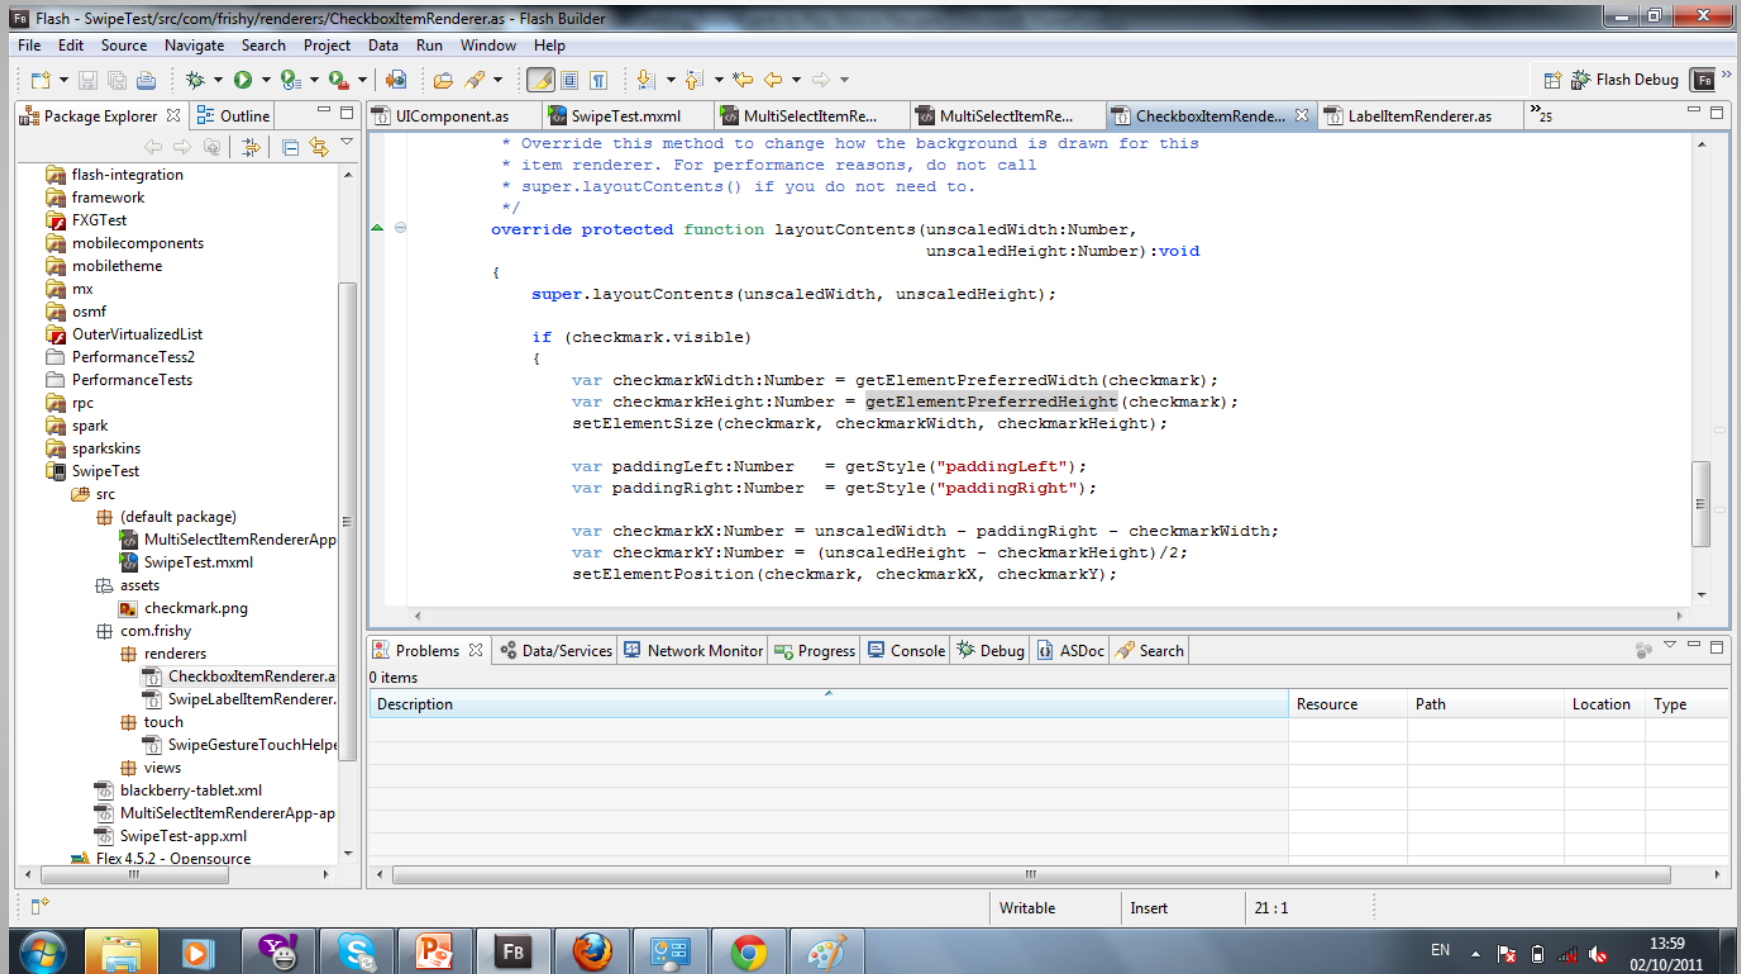 Flash - SwipeTest/src/com/frishy/renderers/CheckboxItemRenderer.as - Flash Builder
File Edit Source Navigate Search Project Data Run Window Help
Flash Debug
Package Explorer Outline
UIComponent.as SwipeTest.mxml MultiSelectItemRe... MultiSelectItemRe... CheckboxItemRende... LabelItemRenderer.as »25
flash-integration
framework
FXGTest
mobilecomponents
mobiletheme
mx
osmf
OuterVirtualizedList
PerformanceTess2
PerformanceTests
rpc
spark
sparkskins
SwipeTest
src
(default package)
MultiSelectItemRendererApp
SwipeTest.mxml
assets
checkmark.png
com.frishy
renderers
CheckboxItemRenderer.a
SwipeLabelItemRenderer.
touch
SwipeGestureTouchHelpe
views
blackberry-tablet.xml
MultiSelectItemRendererApp-ap
SwipeTest-app.xml
Flex 4.5.2 - Opensource
* Override this method to change how the background is drawn for this
* item renderer. For performance reasons, do not call
* super.layoutContents() if you do not need to.
*/
override protected function layoutContents(unscaledWidth:Number,
unscaledHeight:Number):void
{
super.layoutContents(unscaledWidth, unscaledHeight);
if (checkmark.visible)
{
var checkmarkWidth:Number = getElementPreferredWidth(checkmark);
var checkmarkHeight:Number = getElementPreferredHeight(checkmark);
setElementSize(checkmark, checkmarkWidth, checkmarkHeight);
var paddingLeft:Number = getStyle("paddingLeft");
var paddingRight:Number = getStyle("paddingRight");
var checkmarkX:Number = unscaledWidth - paddingRight - checkmarkWidth;
var checkmarkY:Number = (unscaledHeight - checkmarkHeight)/2;
setElementPosition(checkmark, checkmarkX, checkmarkY);
Problems Data/Services Network Monitor Progress Console Debug ASDoc Search
0 items
Description Resource Path Location Type
Writable Insert 21 : 1
FB
EN
13:59
02/10/2011